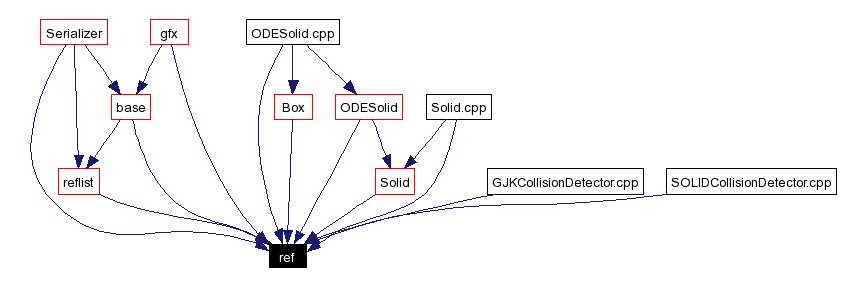 Serializer
gfx
ODESolid.cpp
base
Box
ODESolid
Solid.cpp
reflist
Solid
GJKCollisionDetector.cpp
SOLIDCollisionDetector.cpp
ref